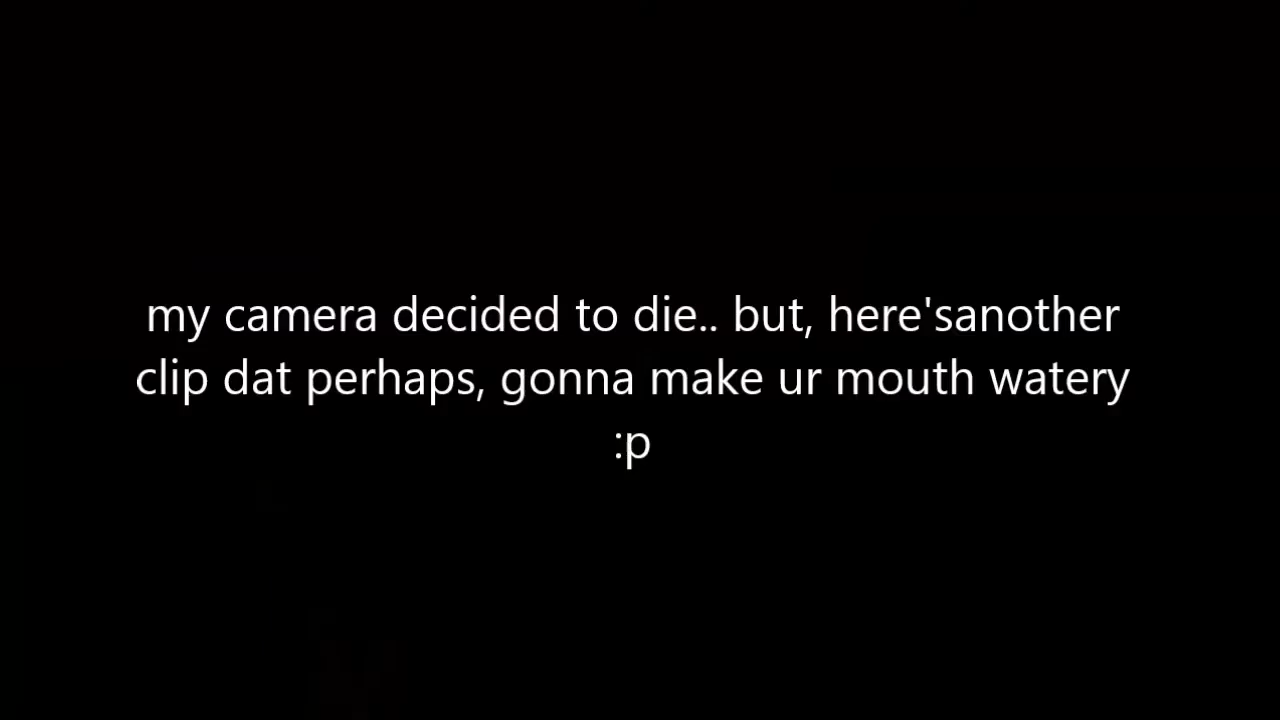 my camera decided to die.. but, here'sanother
clip dat perhaps, gonna make ur mouth watery
:p